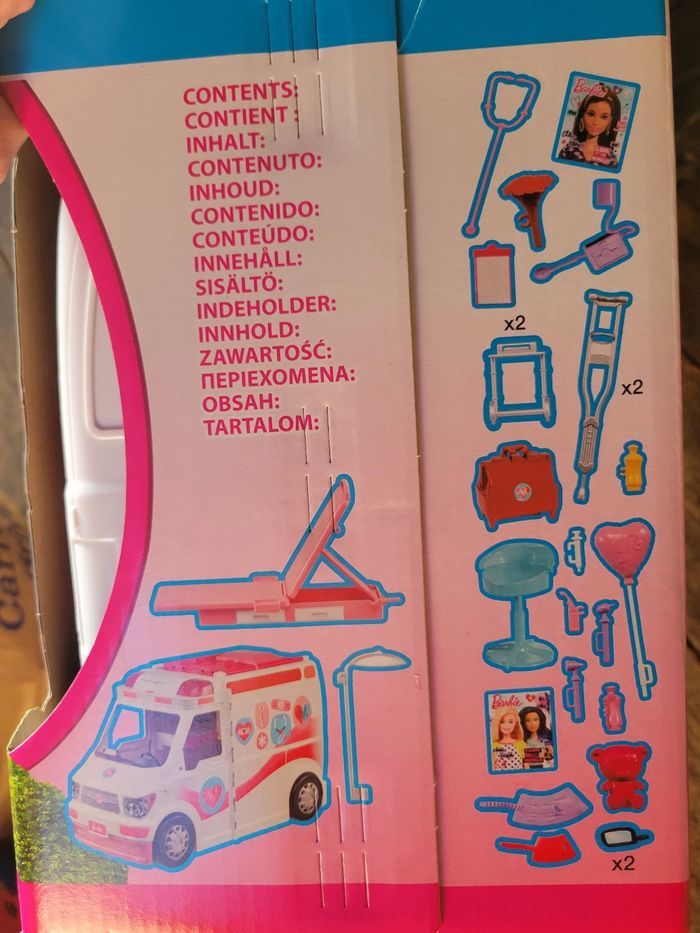 CONTENTS:
CONTIENT :
INHALT:
CONTENUTO:
INHOUD:
CONTENIDO:
CONTEÚDO:
INNEHÅLL:
SISÄLTÖ:
INDEHOLDER:
INNHOLD:
ZAWARTOŚĆ:
ΠΕΡΙΕΧΟΜΕΝΑ:
OBSAH:
TARTALOM:
Barbie
x2
x2
Barbie
x2